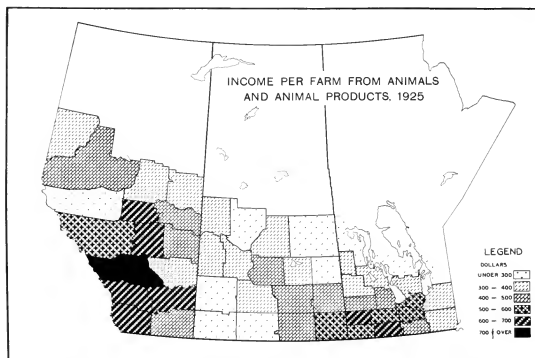 INCOME PER FARM FROM ANIMALS
AND ANIMAL PRODUCTS, 1925
LEGEND
DOLLARS
UNDER 300
300 - 400
400 - 500
500 - 600
600 - 700
700 & OVER